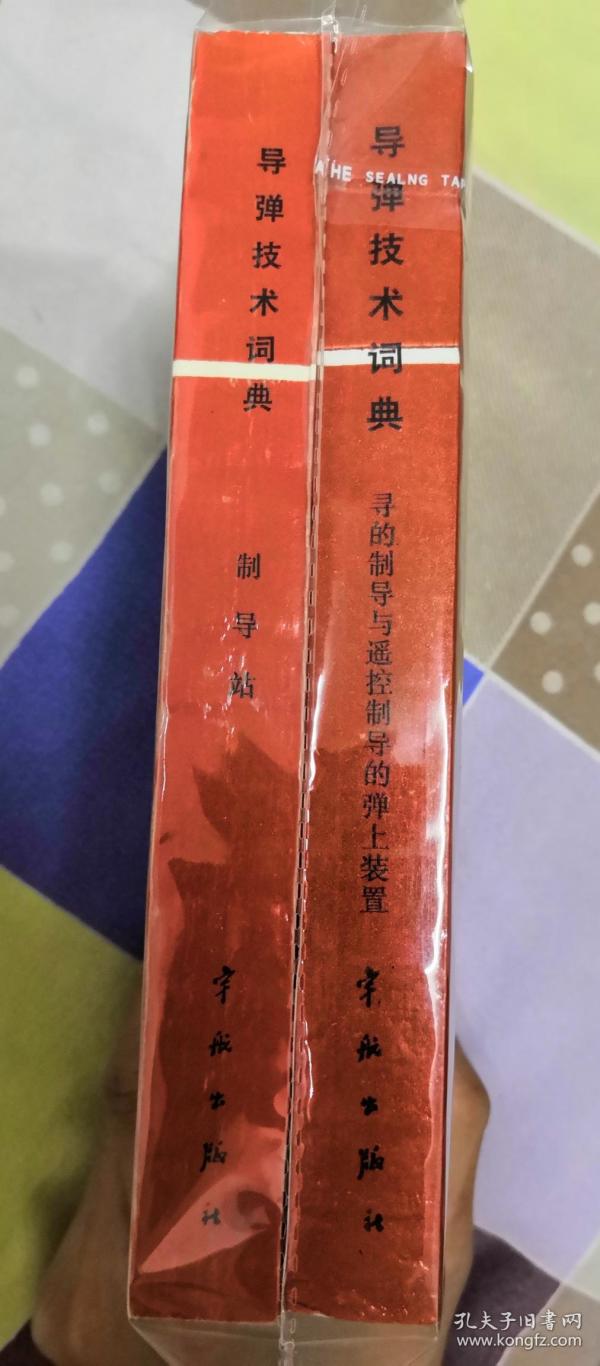 导弹技术词典
制导站
宇航出版社
THE SEALNG TAP
导弹技术词典
寻的制导与遥控制导的弹上装置
宇航出版社
孔夫子旧书网
www.kongfz.com